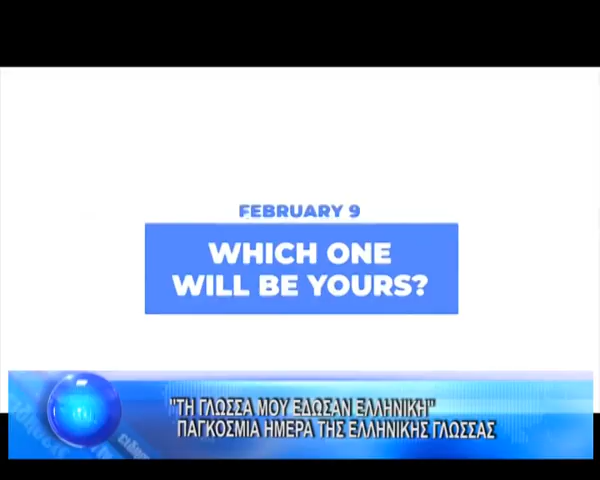 FEBRUARY 9
WHICH ONE
WILL BE YOURS?
"ΤΗ ΓΛΩΣΣΑ ΜΟΥ ΕΔΩΣΑΝ ΕΛΛΗΝΙΚΗ"
ΠΑΓΚΟΣΜΙΑ ΗΜΕΡΑ ΤΗΣ ΕΛΛΗΝΙΚΗΣ ΓΛΩΣΣΑΣ